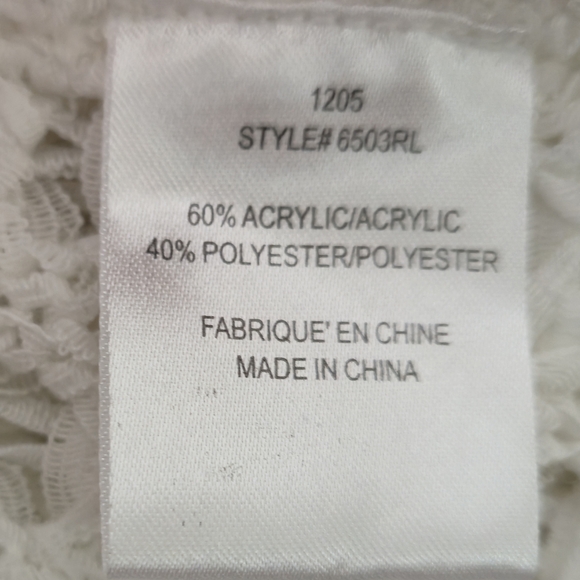 1205
STYLE# 6503RL
60% ACRYLIC/ACRYLIC
40% POLYESTER/POLYESTER
FABRIQUE' EN CHINE
MADE IN CHINA